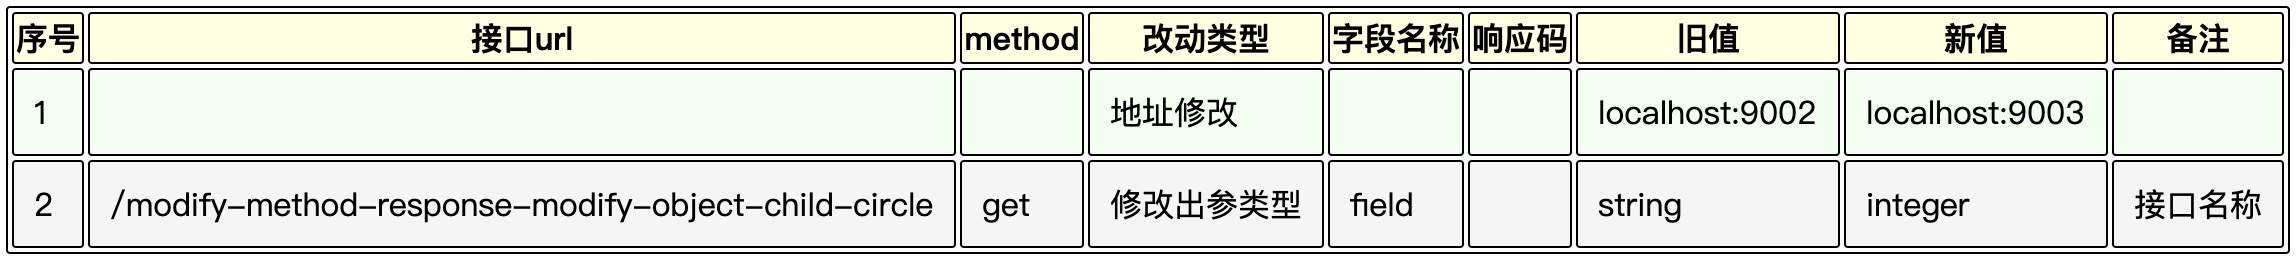 序号 接口url method 改动类型 字段名称 响应码 旧值 新值 备注
1 地址修改 localhost:9002 localhost:9003
2 /modify-method-response-modify-object-child-circle get 修改出参类型 field string integer 接口名称